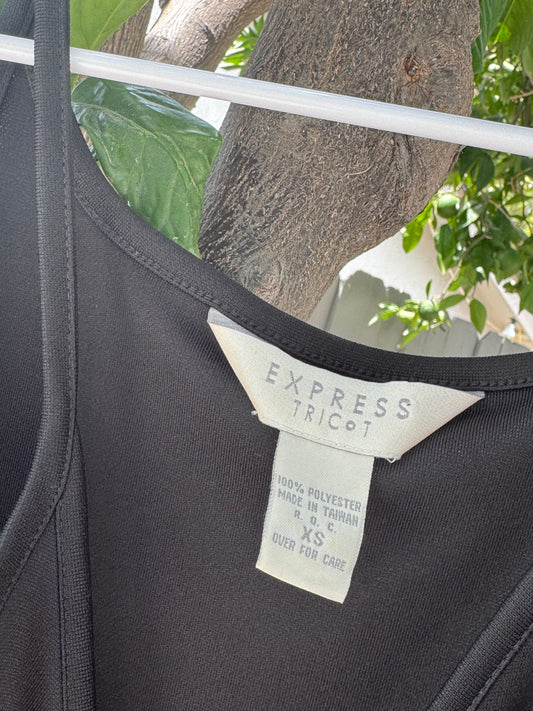 EXPRESS
TRICOT
100% POLYESTER
MADE IN TAIWAN
R. O. C.
XS
OVER FOR CARE